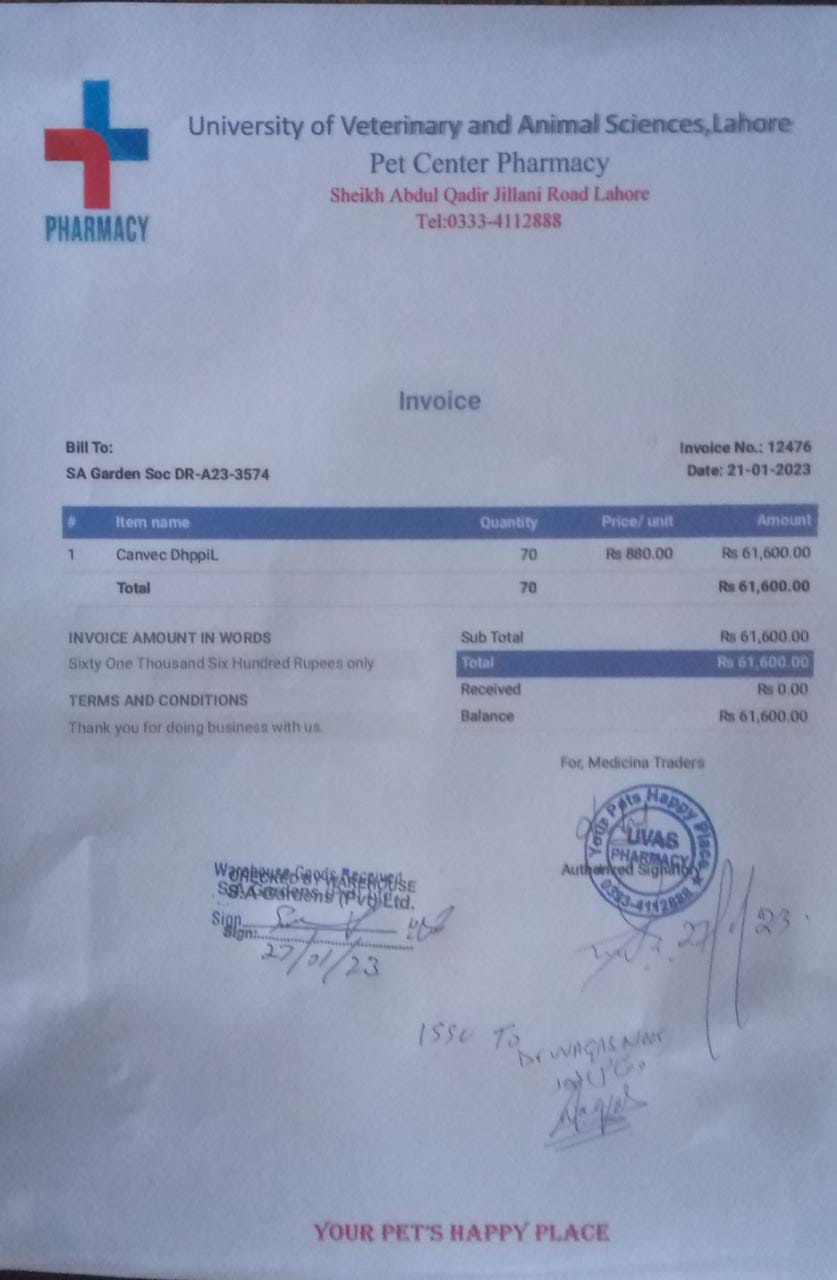 University of Veterinary and Animal Sciences,Lahore
Pet Center Pharmacy
Sheikh Abdul Qadir Jillani Road Lahore
Tel:0333-4112888
PHARMACY
Invoice
Bill To:
SA Garden Soc DR-A23-3574
Invoice No.: 12476
Date: 21-01-2023
# Item name Quantity Price/ unit Amount
1 Canvec DhppiL 70 Rs 880.00 Rs 61,600.00
Total 70 Rs 61,600.00
INVOICE AMOUNT IN WORDS
Sixty One Thousand Six Hundred Rupees only
TERMS AND CONDITIONS
Thank you for doing business with us.
Sub Total Rs 61,600.00
Total Rs 61,600.00
Received Rs 0.00
Balance Rs 61,600.00
For, Medicina Traders
Your Pets Happy Place
UVAS
PHARMACY
0333-4112888
Authorized Signatory
Warehouse Goods Received
CHECKED BY WAREHOUSE
S.A Gardens (Pvt) Ltd.
Sign
Sign:
27/01/23
23
ISSU To
Dr WAQAS Noor
YOUR PET'S HAPPY PLACE